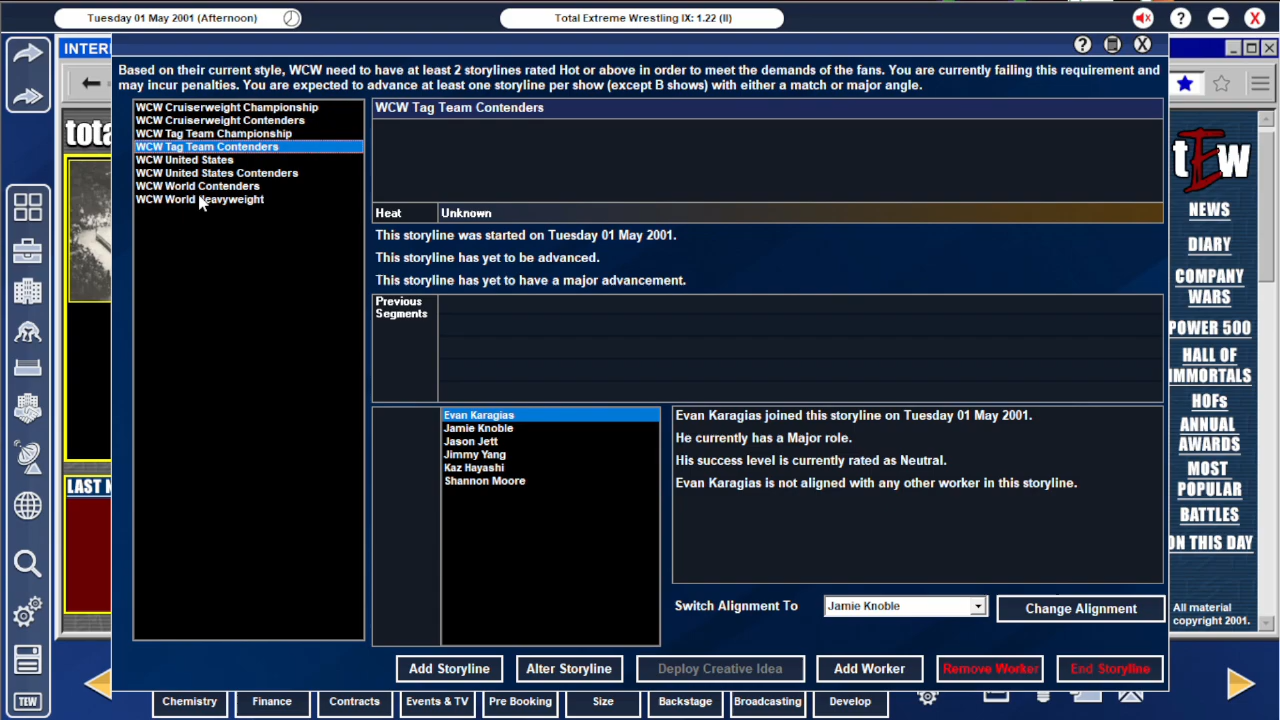 Tuesday 01 May 2001 (Afternoon)
Total Extreme Wrestling IX: 1.22 (II)
?
X
INTER
? X
Based on their current style, WCW need to have at least 2 storylines rated Hot or above in order to meet the demands of the fans. You are currently failing this requirement and
may incur penalties. You are expected to advance at least one storyline per show (except B shows) with either a match or major angle.
WCW Cruiserweight Championship
WCW Cruiserweight Contenders
WCW Tag Team Championship
WCW Tag Team Contenders
WCW United States
WCW United States Contenders
WCW World Contenders
WCW World Heavyweight
WCW Tag Team Contenders
Heat
Unknown
This storyline was started on Tuesday 01 May 2001.
This storyline has yet to be advanced.
This storyline has yet to have a major advancement.
Previous
Segments
Evan Karagias
Jamie Knoble
Jason Jett
Jimmy Yang
Kaz Hayashi
Shannon Moore
Evan Karagias joined this storyline on Tuesday 01 May 2001.
He currently has a Major role.
His success level is currently rated as Neutral.
Evan Karagias is not aligned with any other worker in this storyline.
Switch Alignment To
Jamie Knoble
Change Alignment
Add Storyline
Alter Storyline
Deploy Creative Idea
Add Worker
Remove Worker
End Storyline
tota
LAST N
tEW
NEWS
DIARY
COMPANY
WARS
POWER 500
HALL OF
IMMORTALS
HOFs
ANNUAL
AWARDS
MOST
POPULAR
BATTLES
ON THIS DAY
All material
copyright 2001.
TEW
Chemistry
Finance
Contracts
Events & TV
Pre Booking
Size
Backstage
Broadcasting
Develop